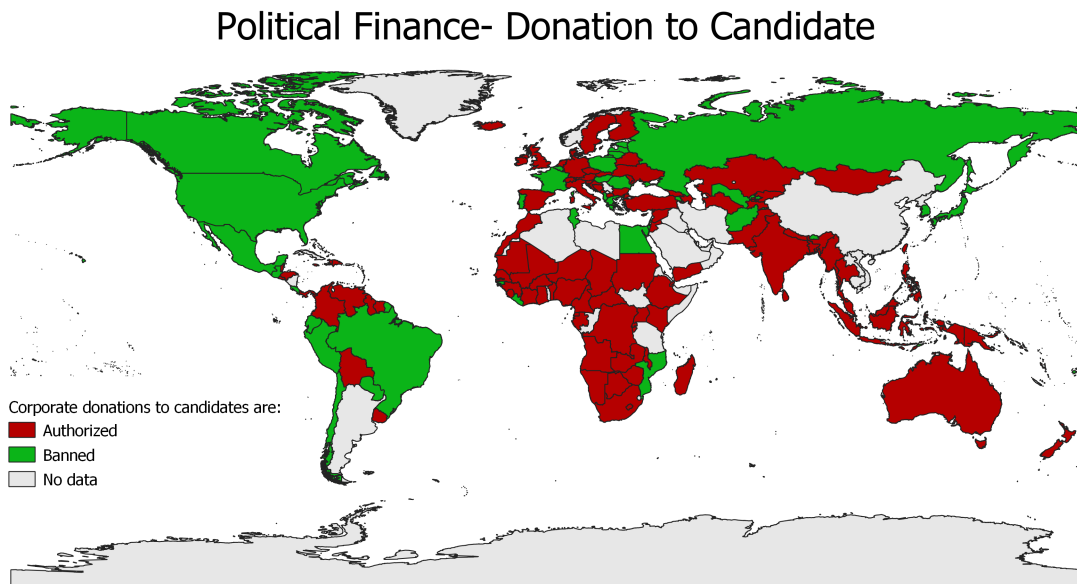 Political Finance- Donation to Candidate
Corporate donations to candidates are:
Authorized
Banned
No data